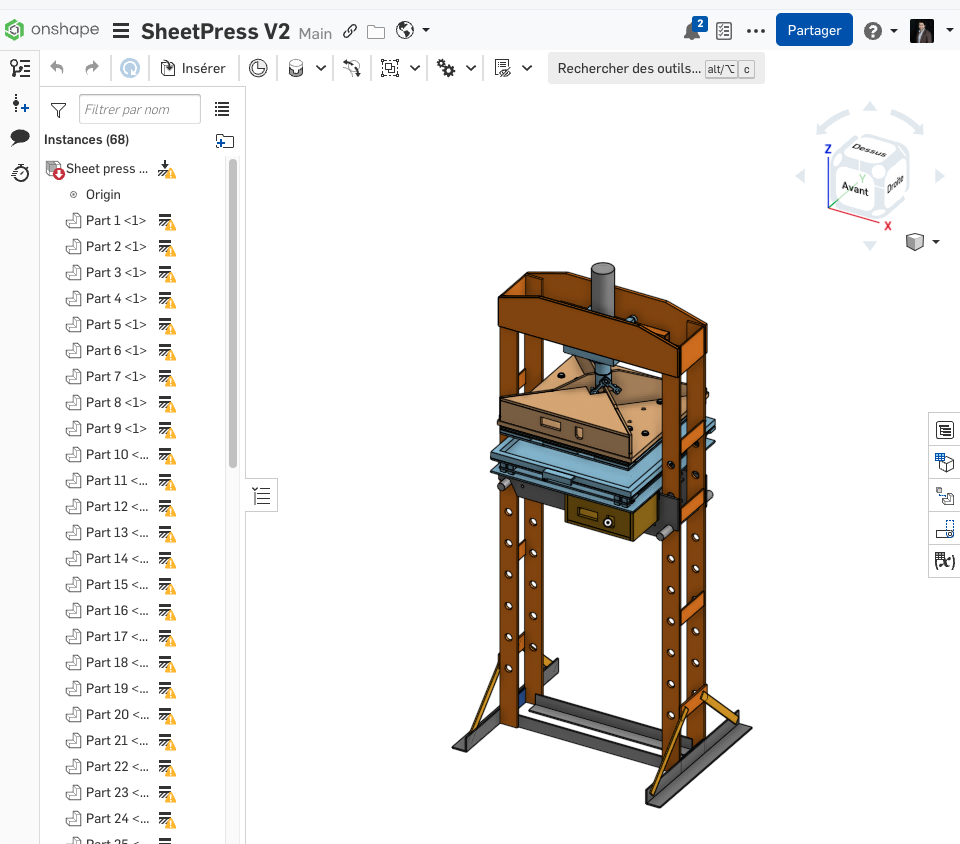 onshape
SheetPress V2 Main
2
Partager
Insérer
Rechercher des outils... alt/⌥ c
Filtrer par nom
Instances (68)
Sheet press ...
Origin
Part 1 <1>
Part 2 <1>
Part 3 <1>
Part 4 <1>
Part 5 <1>
Part 6 <1>
Part 7 <1>
Part 8 <1>
Part 9 <1>
Part 10 <...
Part 11 <...
Part 12 <...
Part 13 <...
Part 14 <...
Part 15 <...
Part 16 <...
Part 17 <...
Part 18 <...
Part 19 <...
Part 20 <...
Part 21 <...
Part 22 <...
Part 23 <...
Part 24 <...
Part 25 <...
Z
Dessus
Y
Avant
Droite
X
(x)